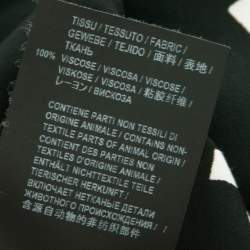 TISSU / TESSUTO / FABRIC /
GEWEBE / TEJIDO / 面料 / 表地 /
ТКАНЬ
100% VISCOSE / VISCOSA / VISCOSE /
VISKOSE / VISCOSA / 粘胶纤维 /
レーヨン / ВИСКОЗА
CONTIENE PARTI NON TESSILI DI
ORIGINE ANIMALE / CONTAINS NON-
TEXTILE PARTS OF ANIMAL ORIGIN /
CONTIENT DES PARTIES NON-
TEXTILES D'ORIGINE ANIMALE /
ENTHÄLT NICHTTEXTILE TEILE
TIERISCHER HERKUNFT /
ВКЛЮЧАЕТ НЕТКАНЫЕ ДЕТАЛИ
ЖИВОТНОГО ПРОИСХОЖДЕНИЯ /
含源自动物的非纺织部件